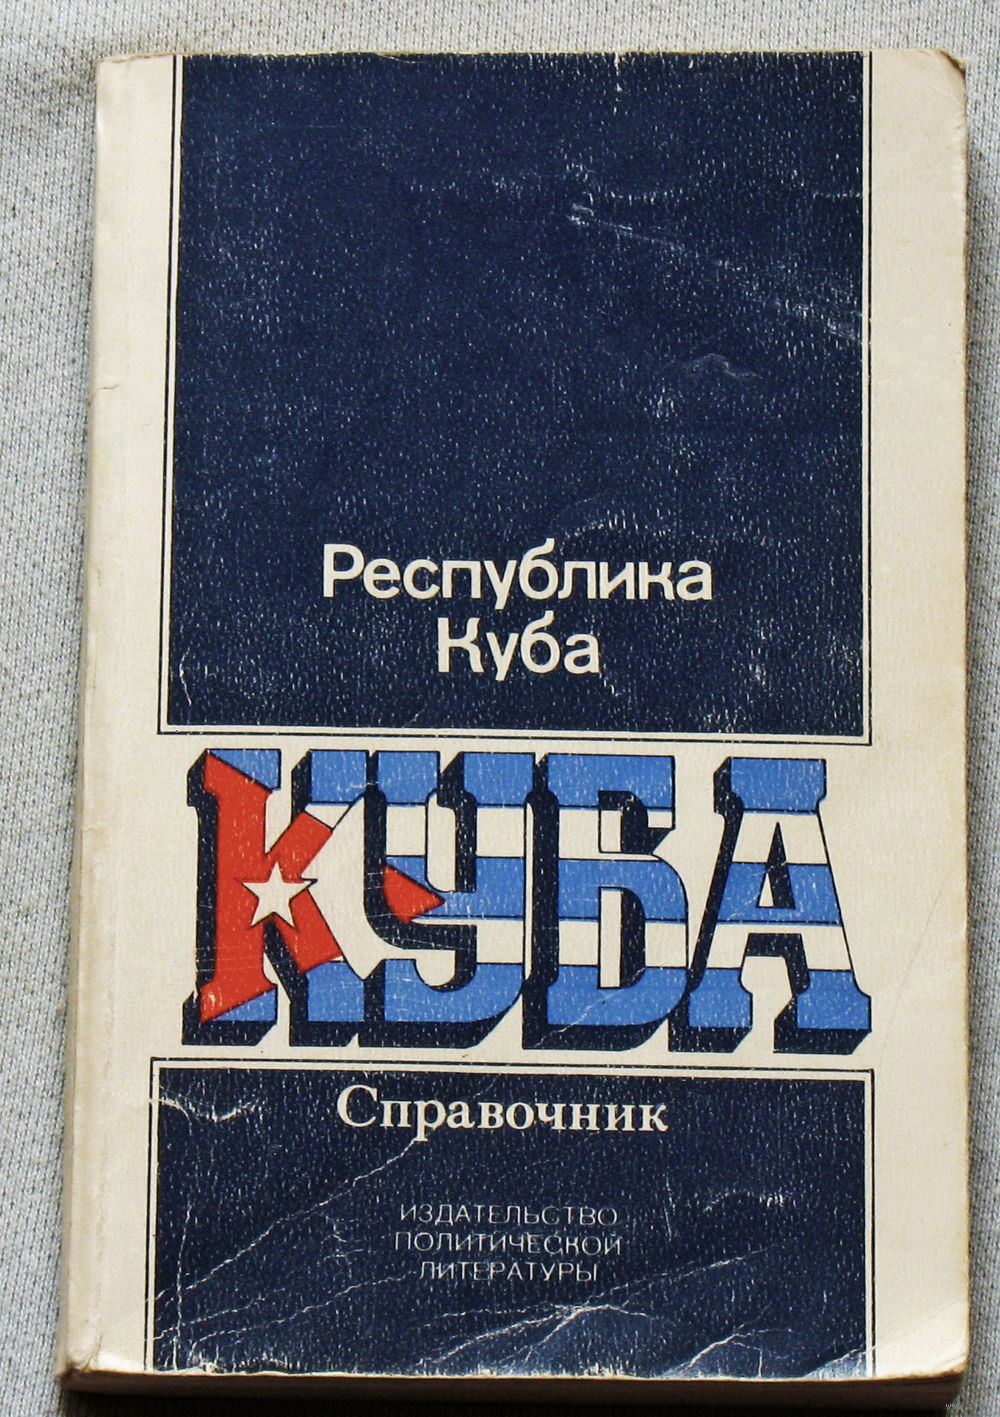 Республика
Куба
КУБА
Справочник
ИЗДАТЕЛЬСТВО
ПОЛИТИЧЕСКОЙ
ЛИТЕРАТУРЫ